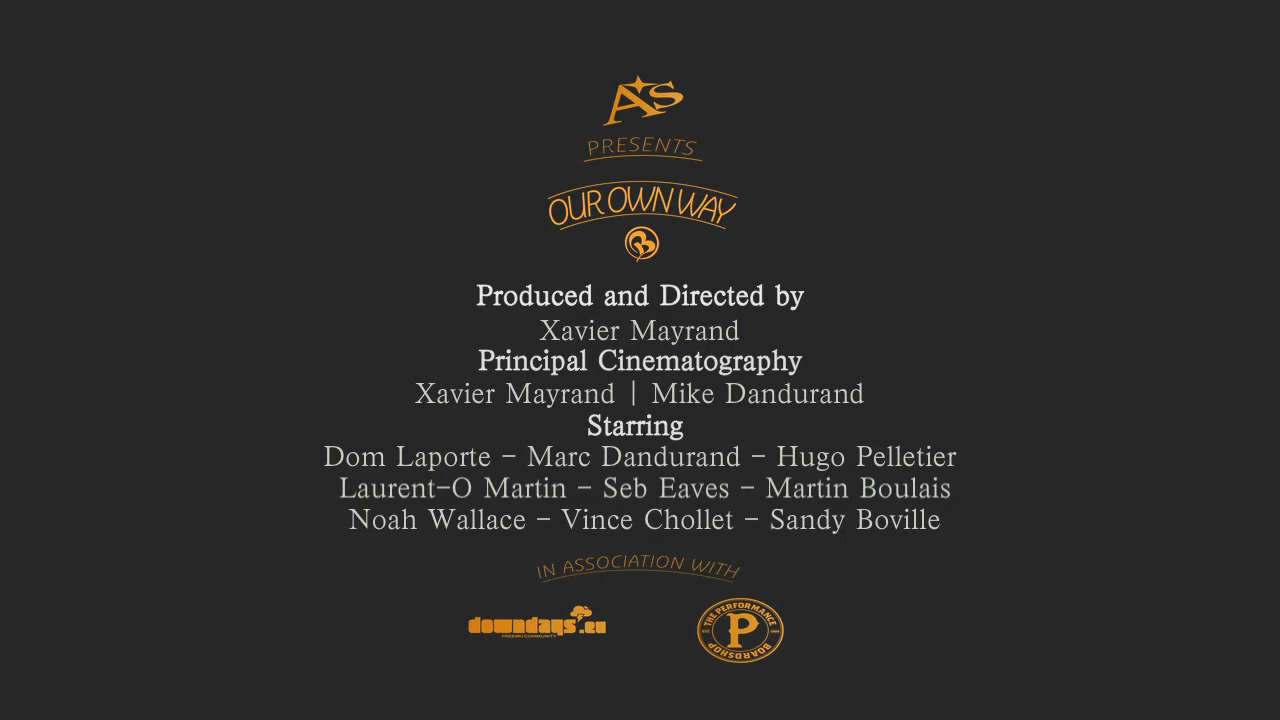 A's
PRESENTS
OUR OWN WAY
B
Produced and Directed by
Xavier Mayrand
Principal Cinematography
Xavier Mayrand | Mike Dandurand
Starring
Dom Laporte - Marc Dandurand - Hugo Pelletier
Laurent-O Martin - Seb Eaves - Martin Boulais
Noah Wallace - Vince Chollet - Sandy Boville
IN ASSOCIATION WITH
downdays.eu
FREESKI COMMUNITY
THE PERFORMANCE
P
BOARDSHOP